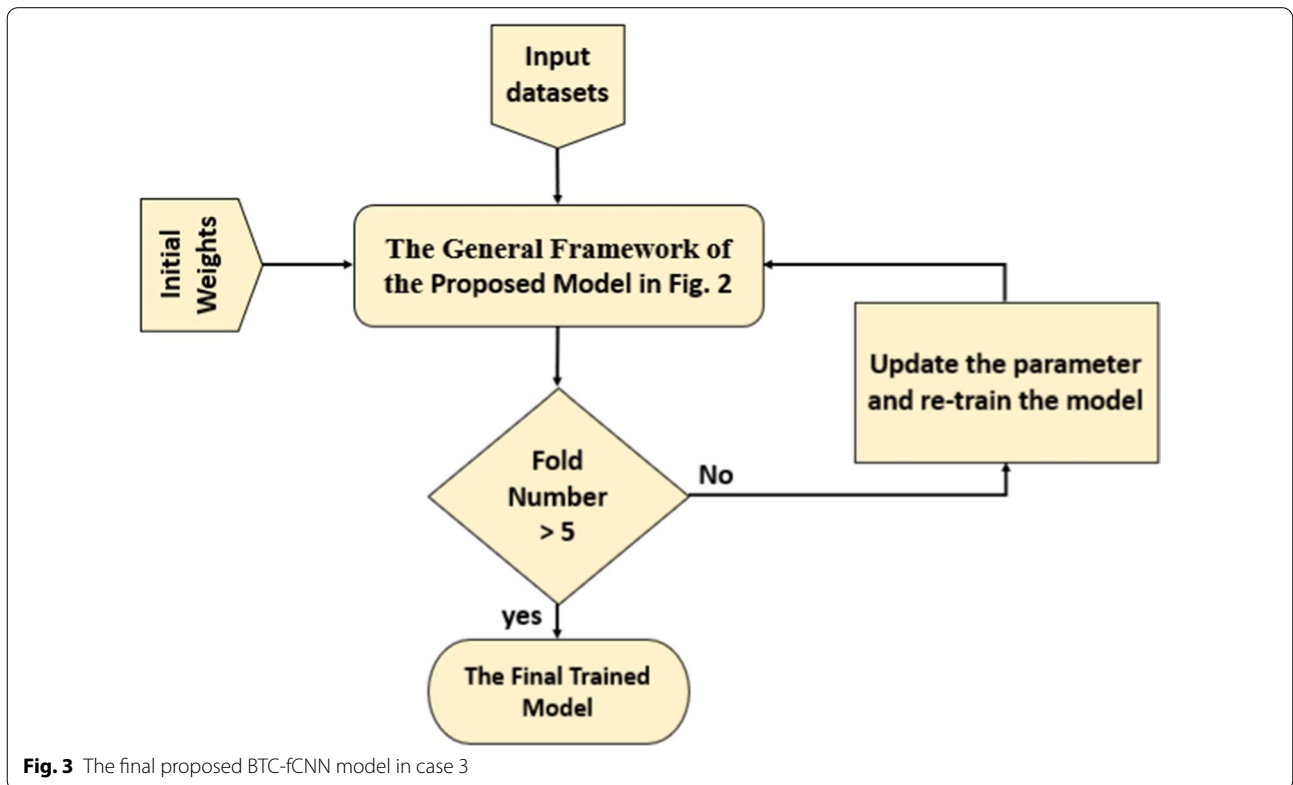 Input
datasets
Initial
Weights
The General Framework of
the Proposed Model in Fig. 2
Update the parameter
and re-train the model
Fold
Number
> 5
No
yes
The Final Trained
Model
Fig. 3 The final proposed BTC-fCNN model in case 3